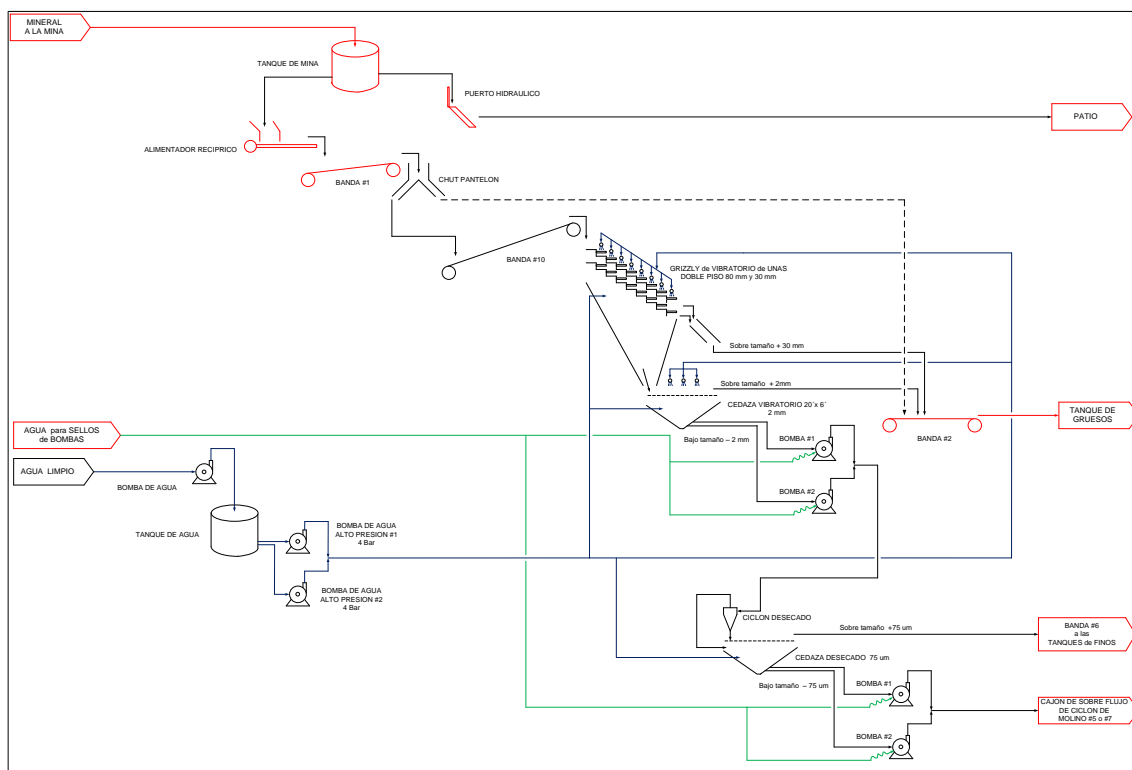 MINERAL
A LA MINA
TANQUE DE MINA
PUERTO HIDRAULICO
PATIO
ALIMENTADOR RECIPRICO
BANDA #1
CHUT PANTELON
BANDA #10
GRIZZLY de VIBRATORIO de UNAS
DOBLE PISO 80 mm y 30 mm
Sobre tamaño + 30 mm
Sobre tamaño + 2mm
CEDAZA VIBRATORIO 20´x 6´
2 mm
TANQUE DE
GRUESOS
BANDA #2
AGUA para SELLOS
de BOMBAS
Bajo tamaño – 2 mm
BOMBA #1
AGUA LIMPIO
BOMBA DE AGUA
BOMBA #2
TANQUE DE AGUA
BOMBA DE AGUA
ALTO PRESION #1
4 Bar
BOMBA DE AGUA
ALTO PRESION #2
4 Bar
CICLON DESECADO
Sobre tamaño +75 um
BANDA #6
a las
TANQUES de FINOS
CEDAZA DESECADO 75 um
Bajo tamaño – 75 um
BOMBA #1
CAJON DE SOBRE FLUJO
DE CICLON DE
MOLINO #5 o #7
BOMBA #2